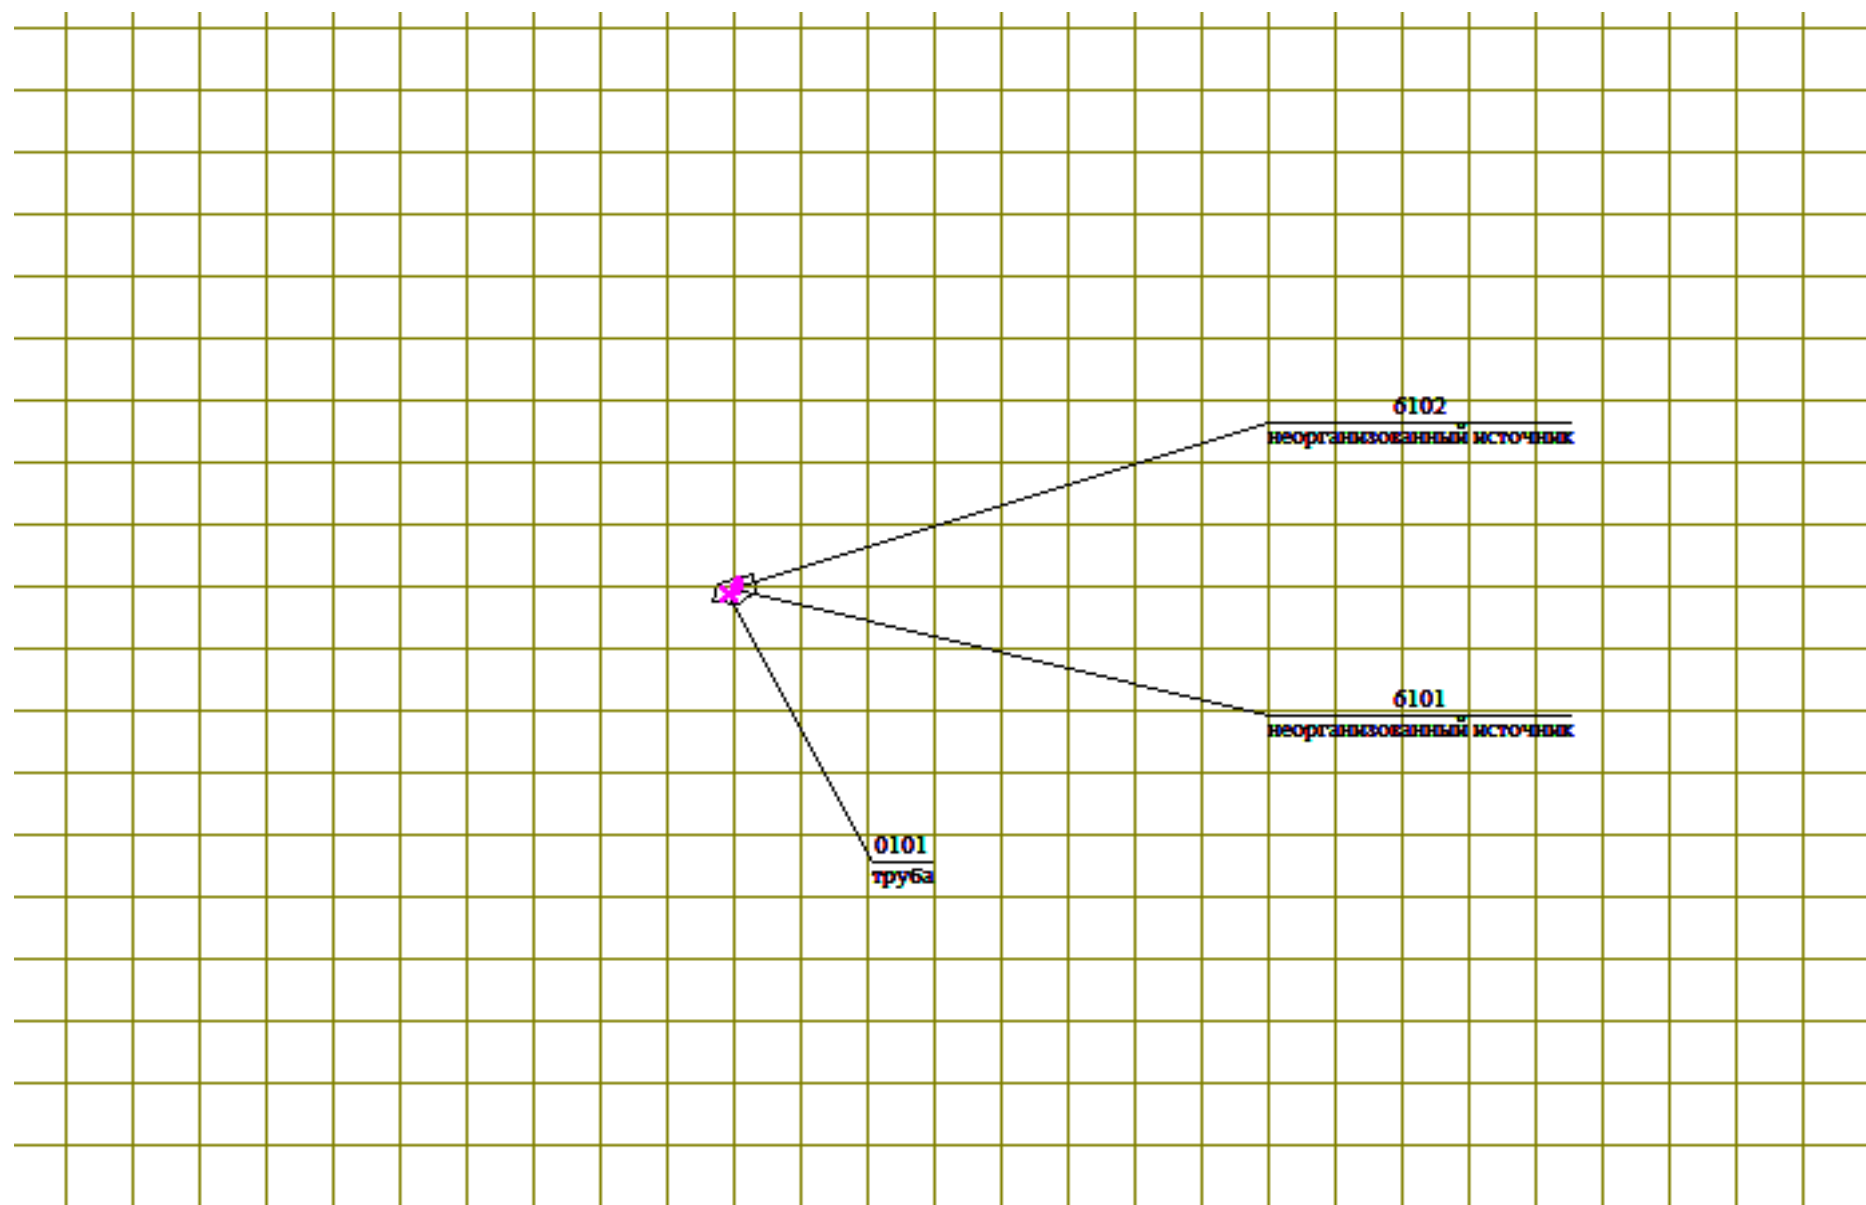 6102
неорганизованный источник
6101
неорганизованный источник
0101
труба